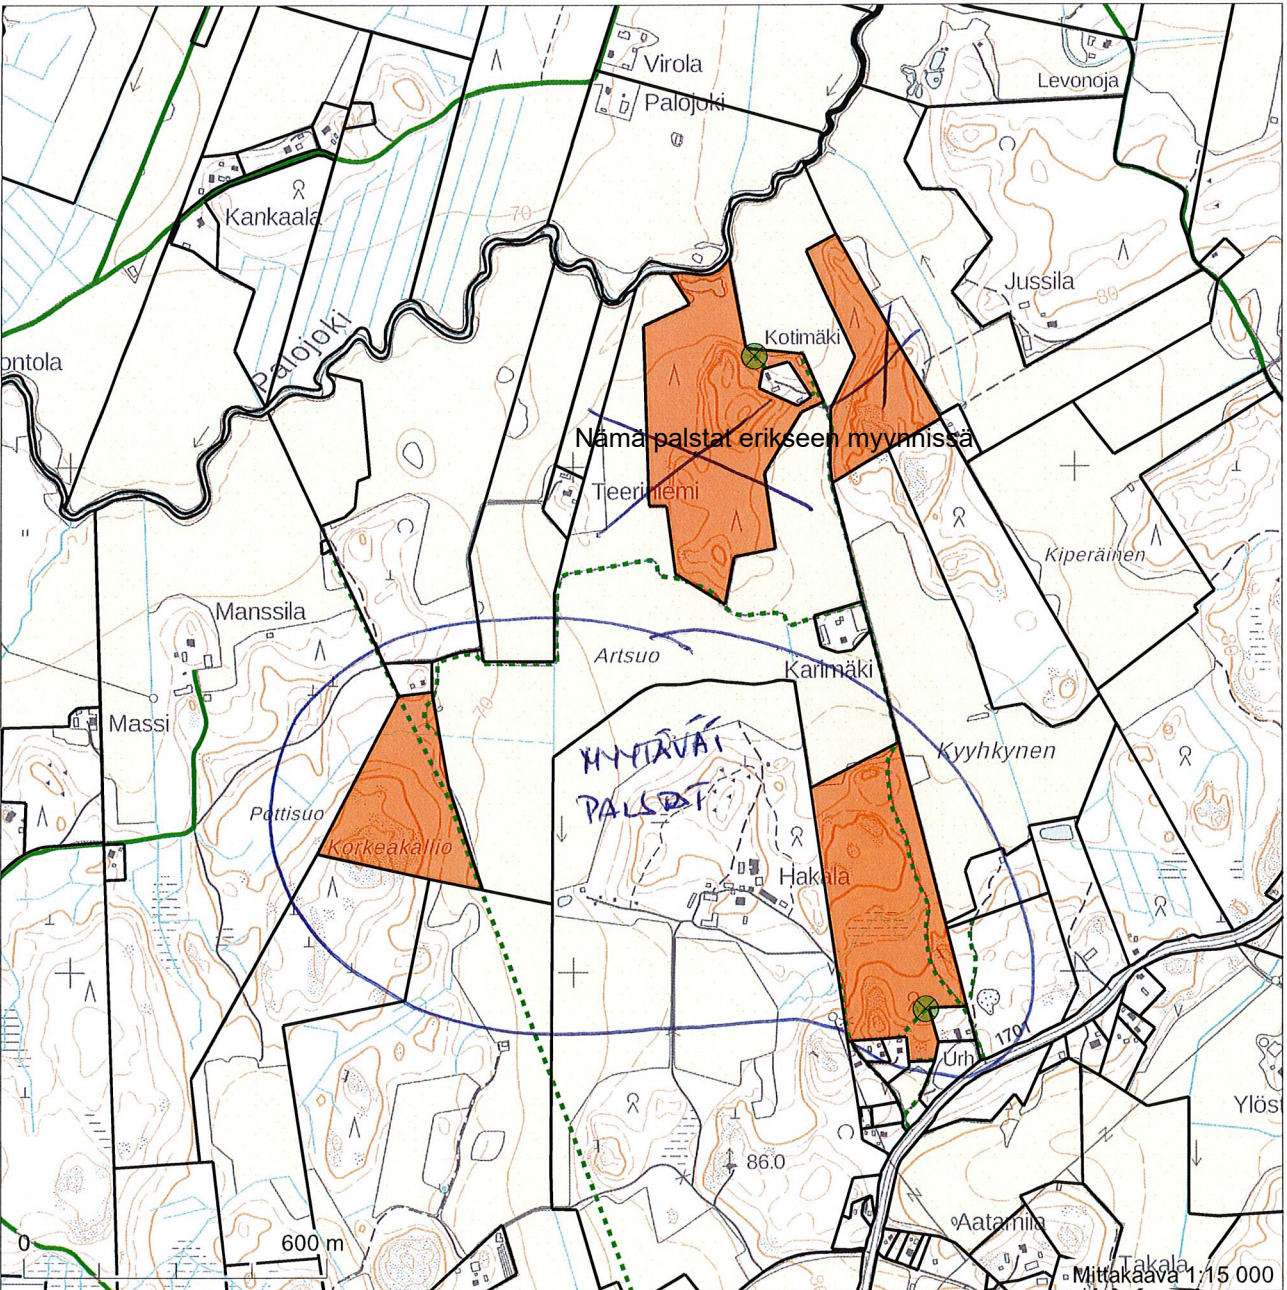 Virola
Levonoja
Palojoki
Kankaala
70
Jussila
80
Palojoki
Kotimäki
ontola
Nämä palstat erikseen myynnissä
Teeriniemi
Kiperäinen
Manssila
Artsuo
80
Karimäki
70
Massi
MYYTÄVÄT
PALSTAT
Kyyhkynen
Pottisuo
Korkeakallio
Hakala
1701
Urh
Ylöst
86.0
Aatamila
0
600 m
Takala
Mittakaava 1:15 000